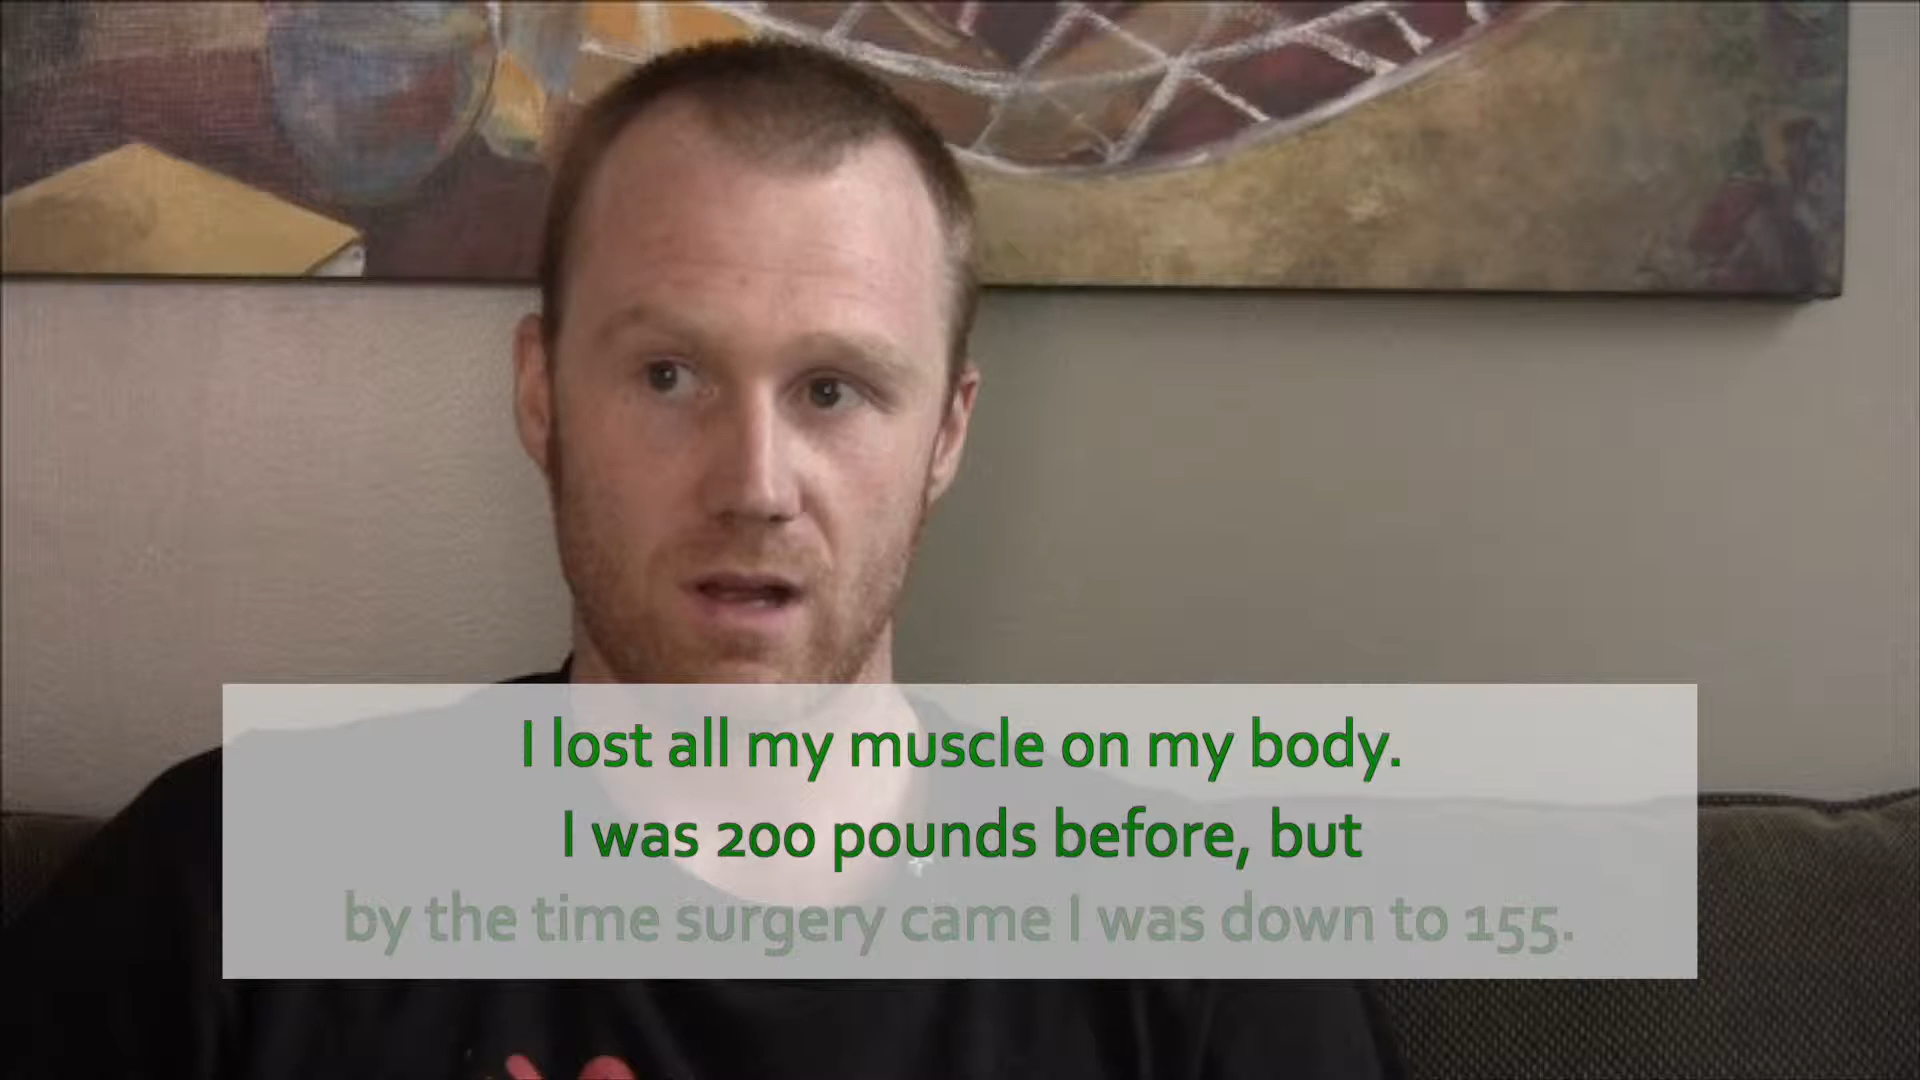 I lost all my muscle on my body.
I was 200 pounds before, but
by the time surgery came I was down to 155.